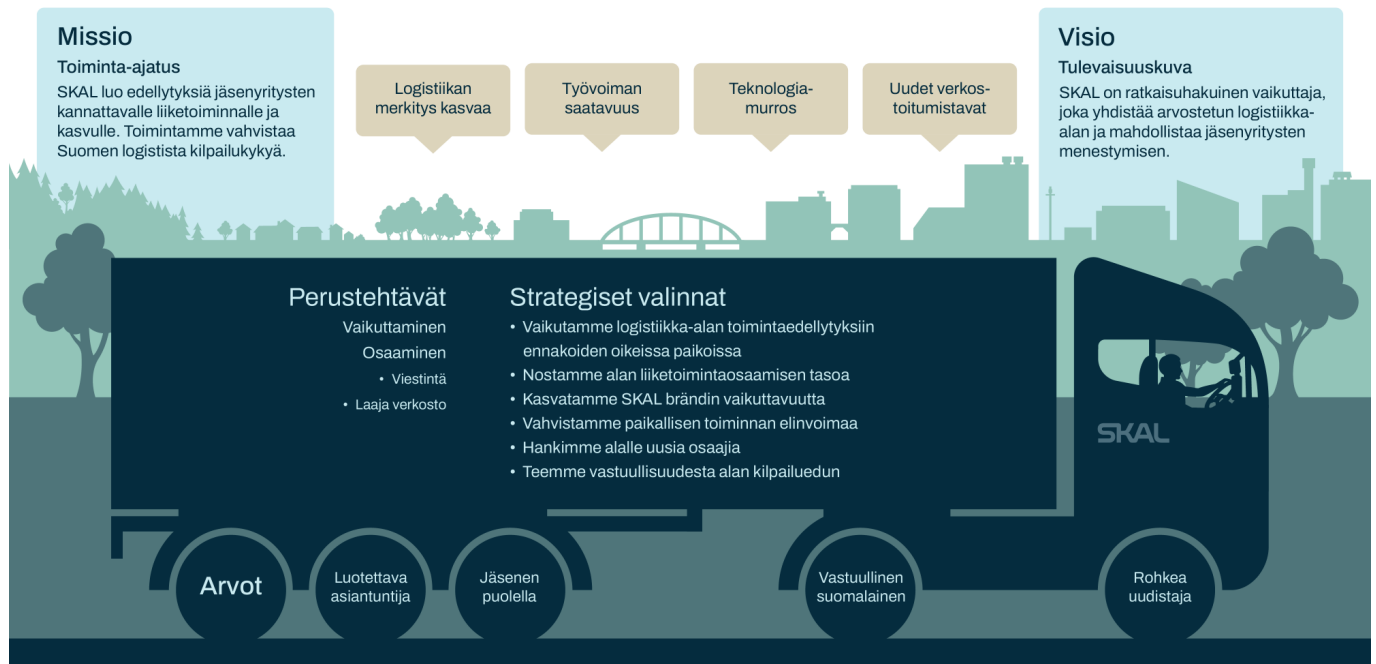 Missio
Toiminta-ajatus
SKAL luo edellytyksiä jäsenyritysten
kannattavalle liiketoiminnalle ja
kasvulle. Toimintamme vahvistaa
Suomen logistista kilpailukykyä.
Logistiikan
merkitys kasvaa
Työvoiman
saatavuus
Teknologia-
murros
Uudet verkos-
toitumistavat
Visio
Tulevaisuuskuva
SKAL on ratkaisuhakuinen vaikuttaja,
joka yhdistää arvostetun logistiikka-
alan ja mahdollistaa jäsenyritysten
menestymisen.
Perustehtävät
Vaikuttaminen
Osaaminen
• Viestintä
• Laaja verkosto
Strategiset valinnat
• Vaikutamme logistiikka-alan toimintaedellytyksiin
ennakoiden oikeissa paikoissa
• Nostamme alan liiketoimintaosaamisen tasoa
• Kasvatamme SKAL brändin vaikuttavuutta
• Vahvistamme paikallisen toiminnan elinvoimaa
• Hankimme alalle uusia osaajia
• Teemme vastuullisuudesta alan kilpailuedun
SKAL
Arvot
Luotettava
asiantuntija
Jäsenen
puolella
Vastuullinen
suomalainen
Rohkea
uudistaja